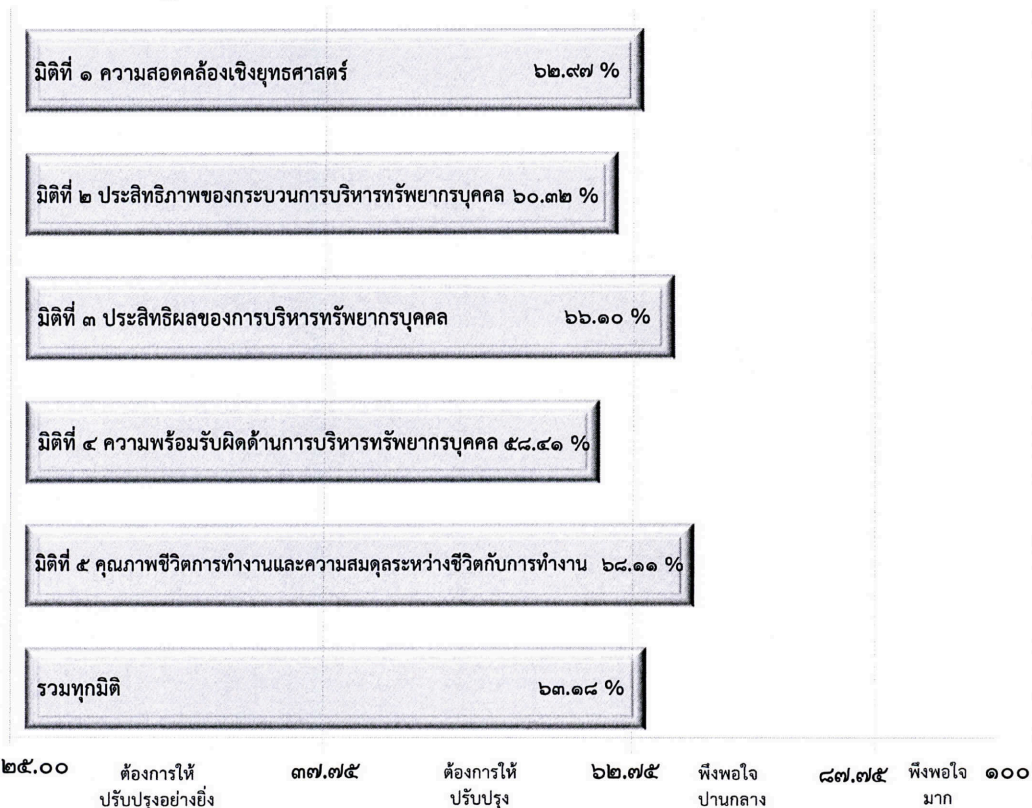 มิติที่ ๑ ความสอดคล้องเชิงยุทธศาสตร์ ๖๒.๙๗ %
มิติที่ ๒ ประสิทธิภาพของกระบวนการบริหารทรัพยากรบุคคล ๖๐.๓๒ %
มิติที่ ๓ ประสิทธิผลของการบริหารทรัพยากรบุคคล ๖๖.๑๐ %
มิติที่ ๔ ความพร้อมรับผิดด้านการบริหารทรัพยากรบุคคล ๕๘.๔๑ %
มิติที่ ๕ คุณภาพชีวิตการทำงานและความสมดุลระหว่างชีวิตกับการทำงาน ๖๘.๑๑ %
รวมทุกมิติ ๖๓.๑๘ %
๒๕.๐๐ ต้องการให้ ๓๗.๗๕ ต้องการให้ ๖๒.๗๕ พึงพอใจ ๘๗.๗๕ พึงพอใจ ๑๐๐
ปรับปรุงอย่างยิ่ง ปรับปรุง ปานกลาง มาก